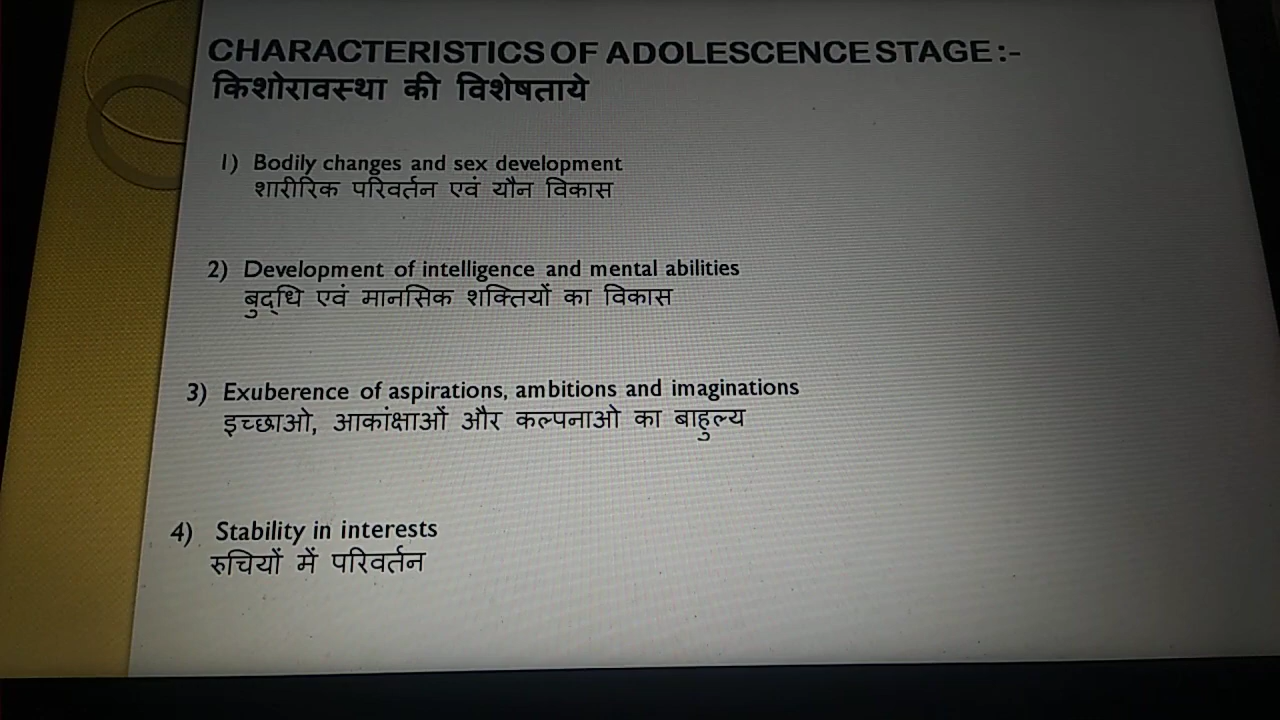 CHARACTERISTICS OF ADOLESCENCE STAGE :-
किशोरावस्था की विशेषताये
1) Bodily changes and sex development
शारीरिक परिवर्तन एवं यौन विकास
2) Development of intelligence and mental abilities
बुद्धि एवं मानसिक शक्तियों का विकास
3) Exuberence of aspirations, ambitions and imaginations
इच्छाओ, आकांक्षाओं और कल्पनाओ का बाहुल्य
4) Stability in interests
रुचियों में परिवर्तन